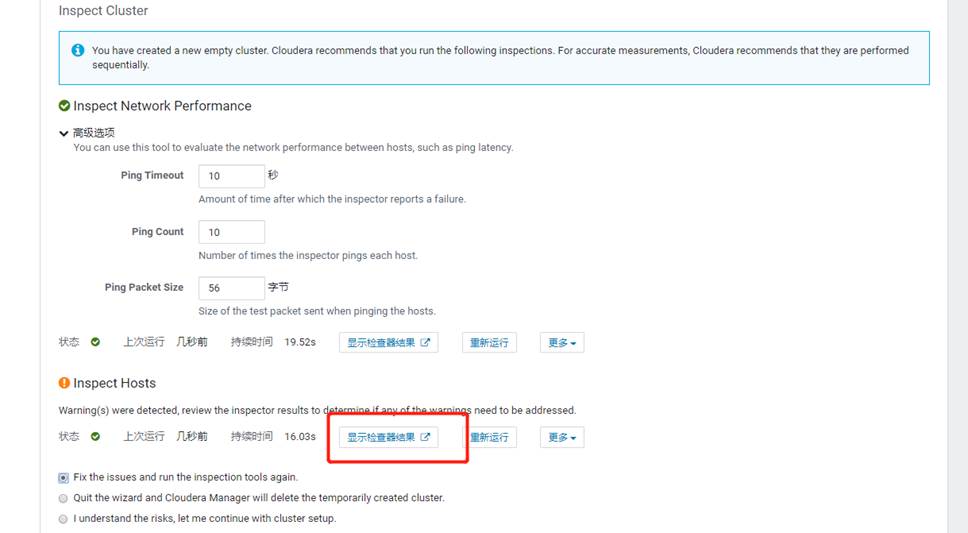 Inspect Cluster
You have created a new empty cluster. Cloudera recommends that you run the following inspections. For accurate measurements, Cloudera recommends that they are performed
sequentially.
Inspect Network Performance
高级选项
You can use this tool to evaluate the network performance between hosts, such as ping latency.
Ping Timeout 10 秒
Amount of time after which the inspector reports a failure.
Ping Count 10
Number of times the inspector pings each host.
Ping Packet Size 56 字节
Size of the test packet sent when pinging the hosts.
状态 上次运行 几秒前 持续时间 19.52s 显示检查器结果 重新运行 更多
Inspect Hosts
Warning(s) were detected, review the inspector results to determine if any of the warnings need to be addressed.
状态 上次运行 几秒前 持续时间 16.03s 显示检查器结果 重新运行 更多
Fix the issues and run the inspection tools again.
Quit the wizard and Cloudera Manager will delete the temporarily created cluster.
I understand the risks, let me continue with cluster setup.